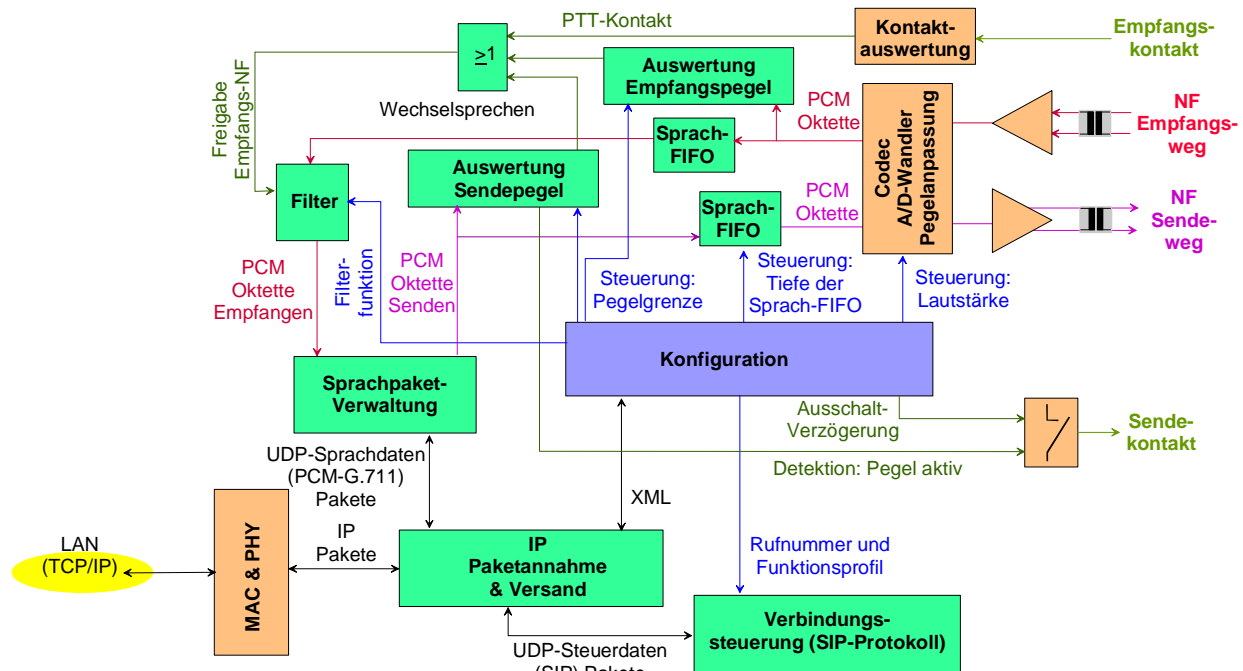 PTT-Kontakt
Kontakt-
auswertung
Empfangs-
kontakt
≥1
Auswertung
Empfangspegel
Freigabe
Empfangs-NF
Wechselsprechen
PCM
Oktette
NF
Empfangs-
weg
Sprach-
FIFO
Codec
A/D-Wandler
Pegelanpassung
Auswertung
Sendepegel
Filter
Sprach-
FIFO
PCM
Oktette
NF
Sende-
weg
PCM
Oktette
Empfangen
Filter-
funktion
PCM
Oktette
Senden
Steuerung:
Pegelgrenze
Steuerung:
Tiefe der
Sprach-FIFO
Steuerung:
Lautstärke
Konfiguration
Sprachpaket-
Verwaltung
Ausschalt-
Verzögerung
Sende-
kontakt
Detektion: Pegel aktiv
UDP-Sprachdaten
(PCM-G.711)
Pakete
XML
LAN
(TCP/IP)
MAC & PHY
IP
Pakete
IP
Paketannahme
& Versand
Rufnummer und
Funktionsprofil
Verbindungs-
steuerung (SIP-Protokoll)
UDP-Steuerdaten
(SIP) Pakete